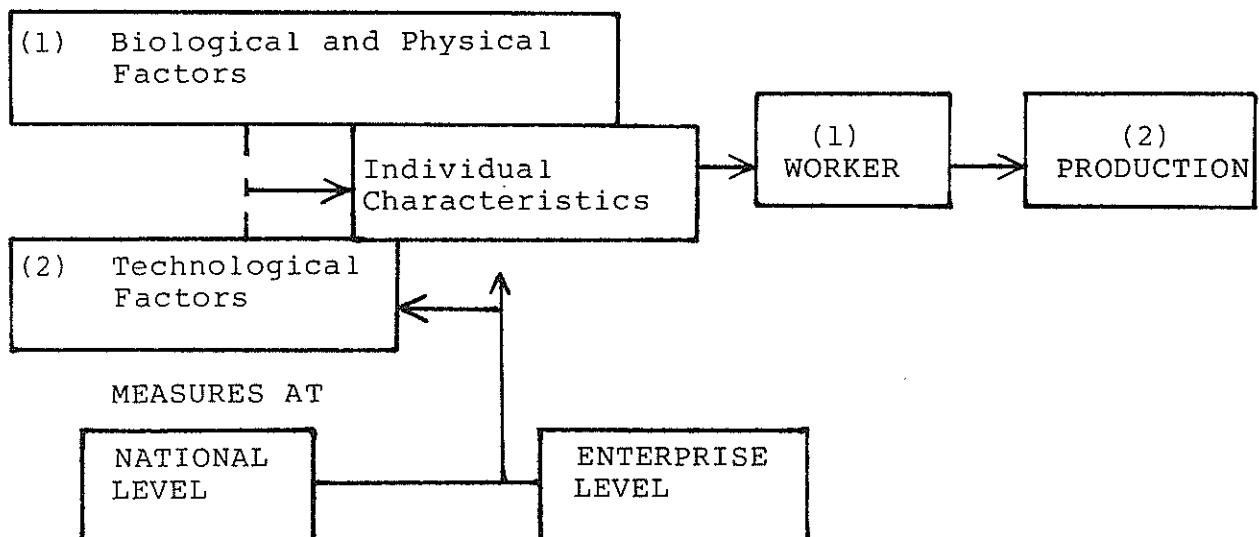 (1) Biological and Physical
Factors
Individual
Characteristics
(1)
WORKER
(2)
PRODUCTION
(2) Technological
Factors
MEASURES AT
NATIONAL
LEVEL
ENTERPRISE
LEVEL